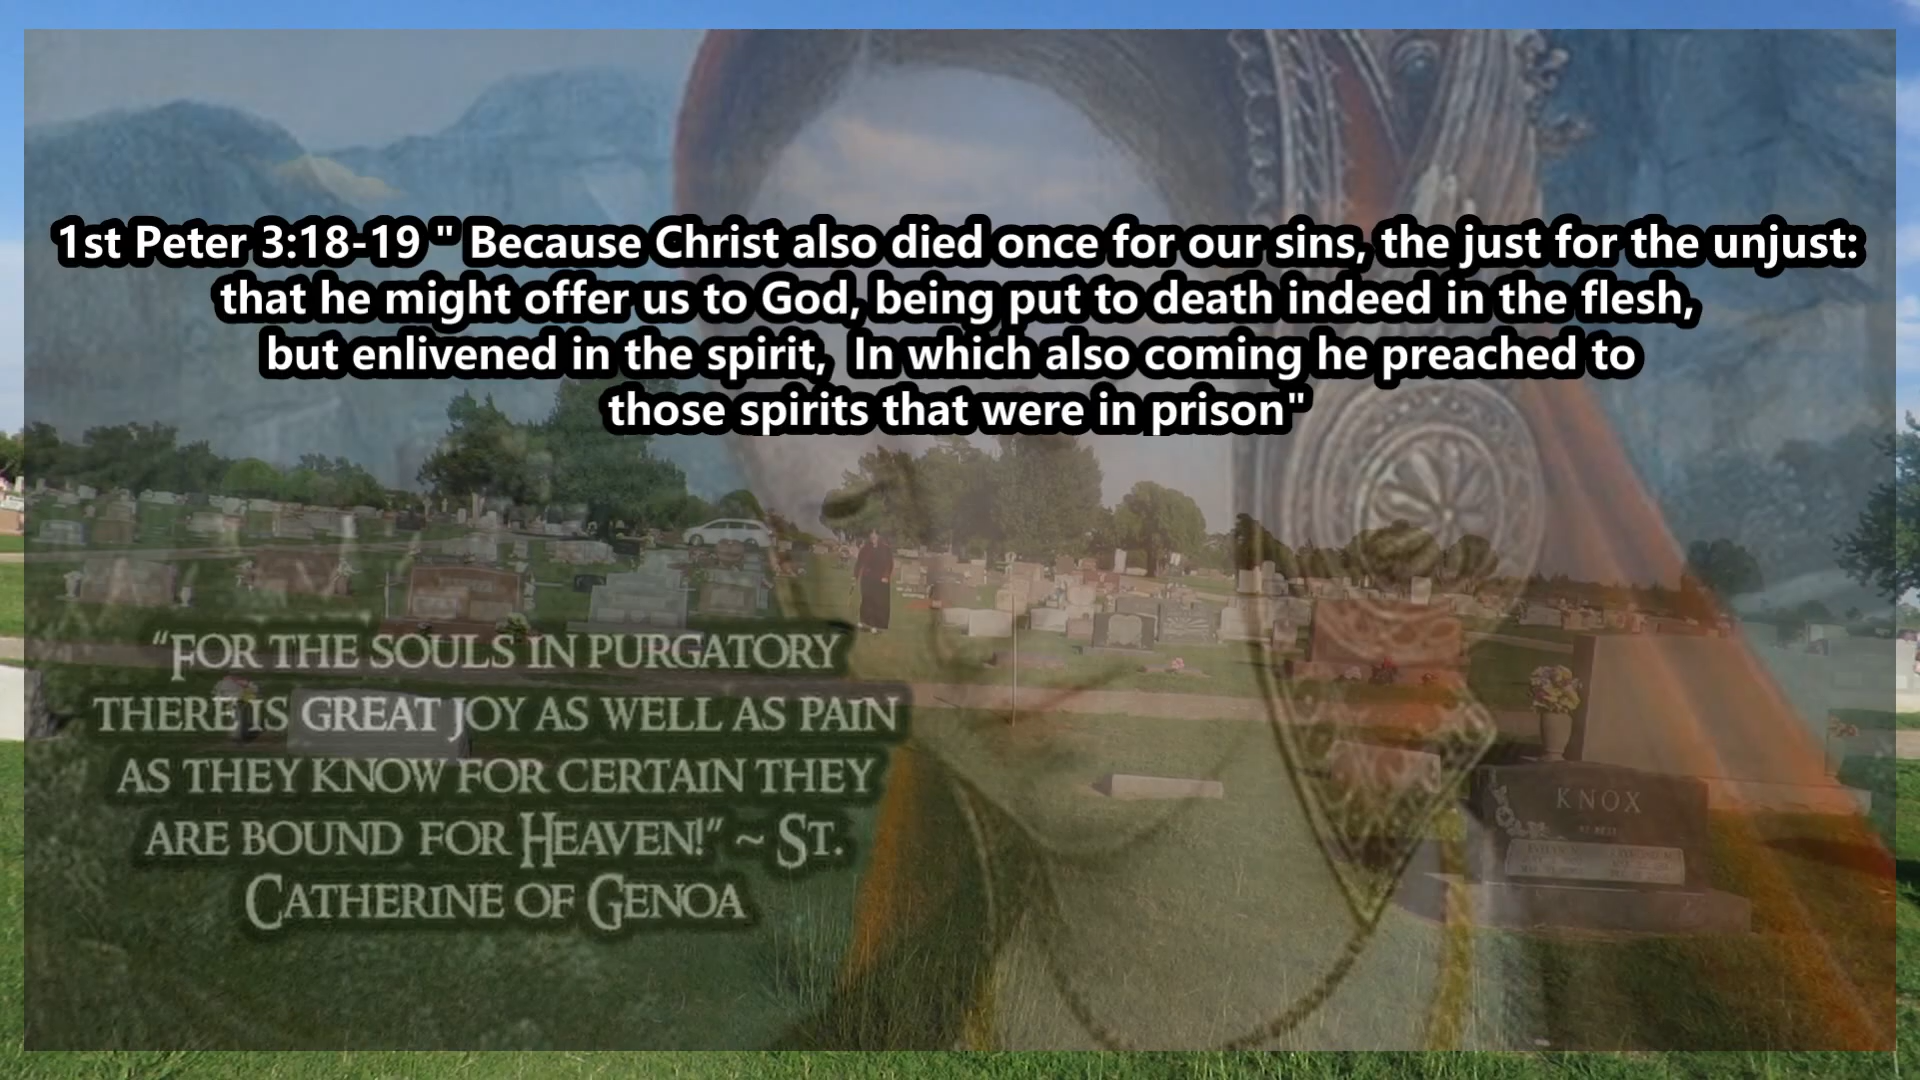 1st Peter 3:18-19 " Because Christ also died once for our sins, the just for the unjust:
that he might offer us to God, being put to death indeed in the flesh,
but enlivened in the spirit,  In which also coming he preached to
those spirits that were in prison"
“FOR THE SOULS IN PURGATORY
THERE IS GREAT JOY AS WELL AS PAIN
AS THEY KNOW FOR CERTAIN THEY
ARE BOUND FOR HEAVEN!” ~ ST.
CATHERINE OF GENOA
KNOX